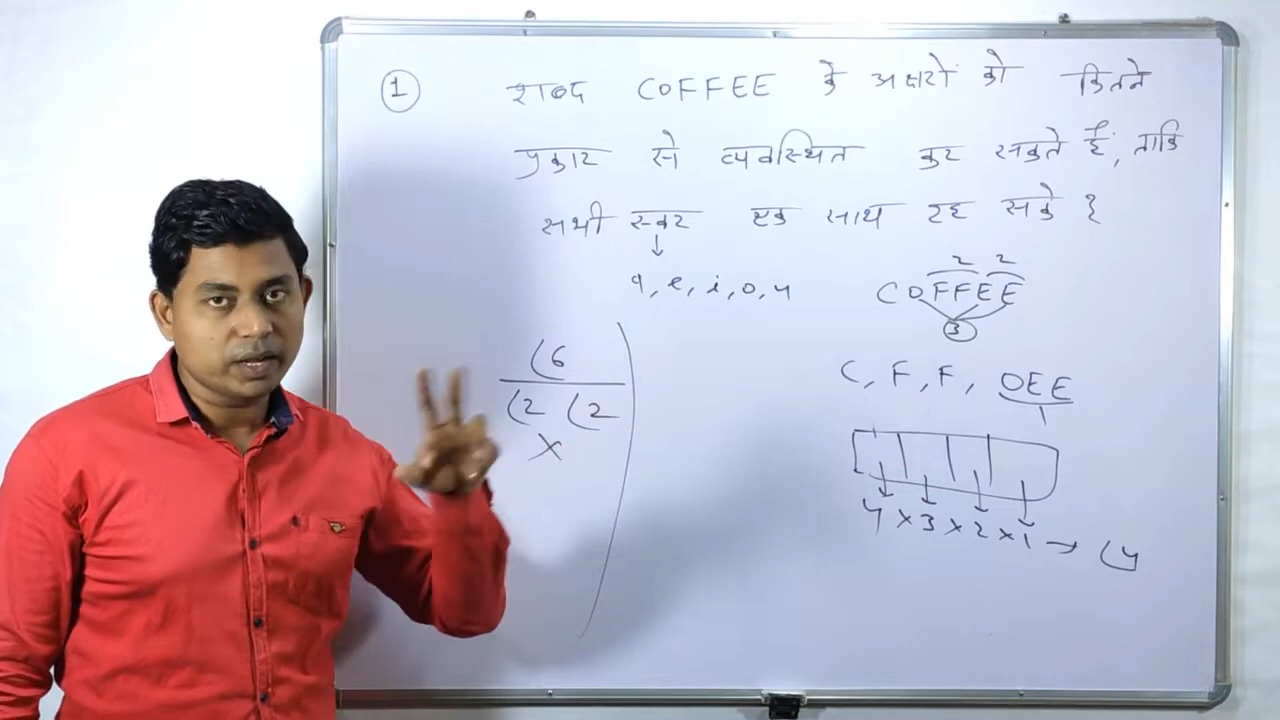 1 शब्द COFFEE के अक्षरों को कितने
प्रकार से व्यवस्थित कर सकते हैं, ताकि
सभी स्वर एक साथ रह सके ?
↓
a, e, i, o, u
2 2
COFFEE
3
(6
(2 (2
X
C, F, F, OEE
1
4 × 3 × 2 × 1 → (4